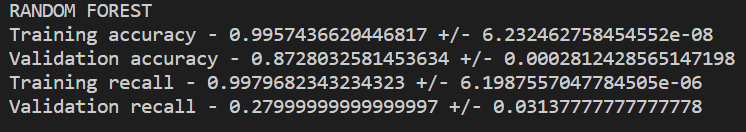 RANDOM FOREST
Training accuracy - 0.9957436620446817 +/- 6.232462758454552e-08
Validation accuracy - 0.8728032581453634 +/- 0.0002812428565147198
Training recall - 0.9979682343234323 +/- 6.1987557047784505e-06
Validation recall - 0.27999999999999997 +/- 0.03137777777777778